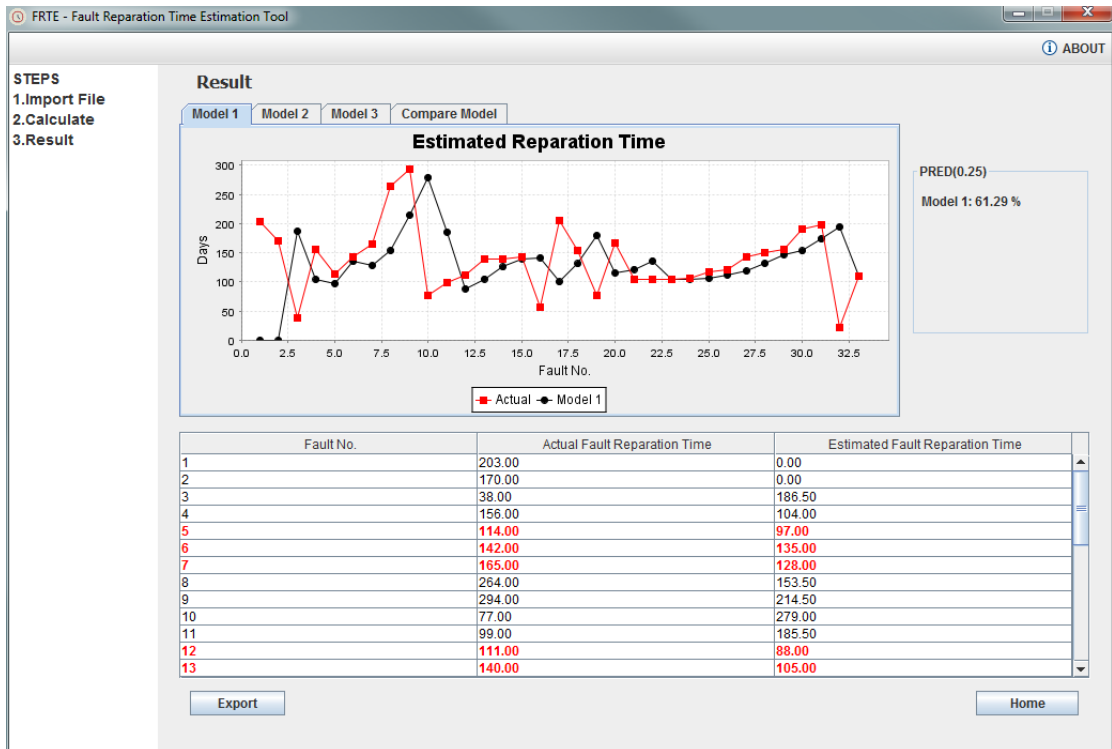 FRTE - Fault Reparation Time Estimation Tool
ABOUT
STEPS
1.Import File
2.Calculate
3.Result
Result
Model 1 Model 2 Model 3 Compare Model
Estimated Reparation Time
300
250
200
150
100
50
0
Days
0.0 2.5 5.0 7.5 10.0 12.5 15.0 17.5 20.0 22.5 25.0 27.5 30.0 32.5
Fault No.
Actual Model 1
PRED(0.25)
Model 1: 61.29 %
Fault No. Actual Fault Reparation Time Estimated Fault Reparation Time
1 203.00 0.00
2 170.00 0.00
3 38.00 186.50
4 156.00 104.00
5 114.00 97.00
6 142.00 135.00
7 165.00 128.00
8 264.00 153.50
9 294.00 214.50
10 77.00 279.00
11 99.00 185.50
12 111.00 88.00
13 140.00 105.00
Export Home